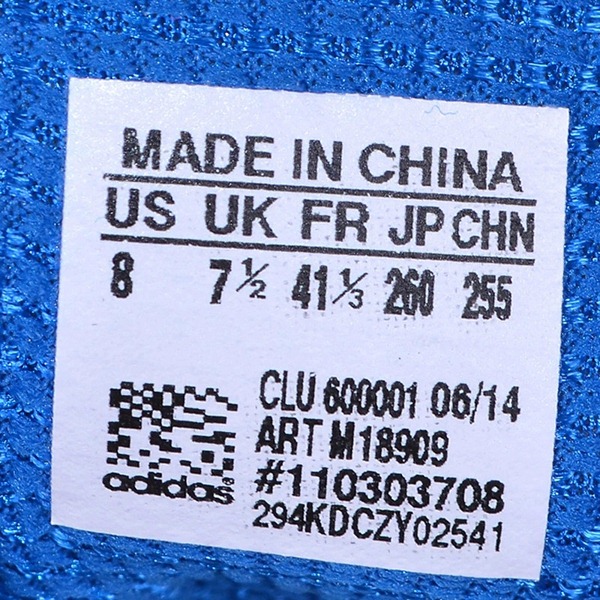 MADE IN CHINA
US UK FR JP CHN
8 7½ 41⅓ 260 255
CLU 600001 06/14
ART M18909
#110303708
adidas®
294KDCZY02541